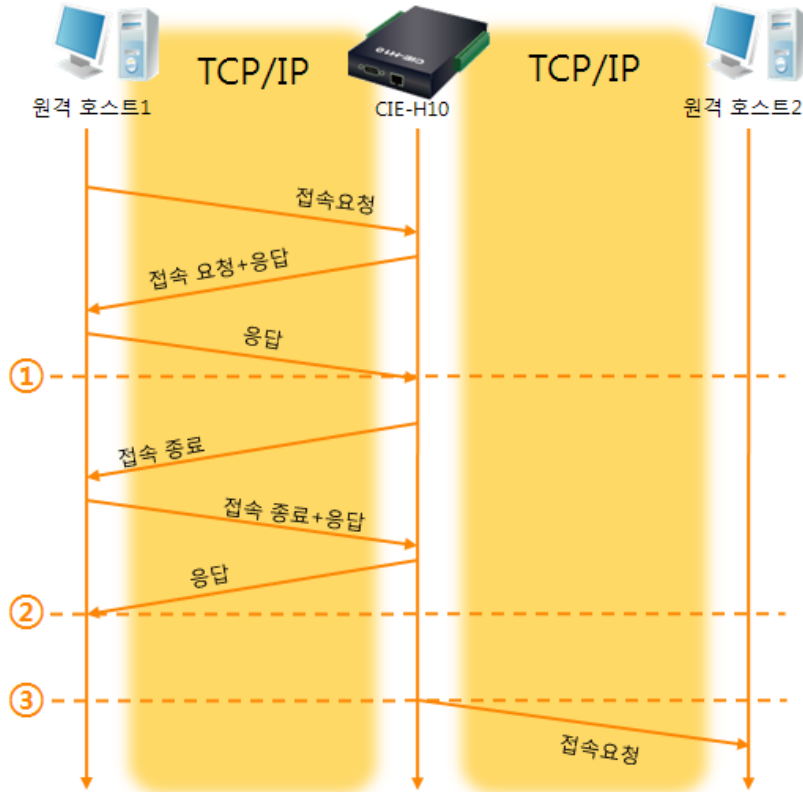 TCP/IP
TCP/IP
CIE-H10
원격 호스트1
CIE-H10
원격 호스트2
접속요청
접속 요청+응답
응답
①
접속 종료
접속 종료+응답
응답
②
③
접속요청